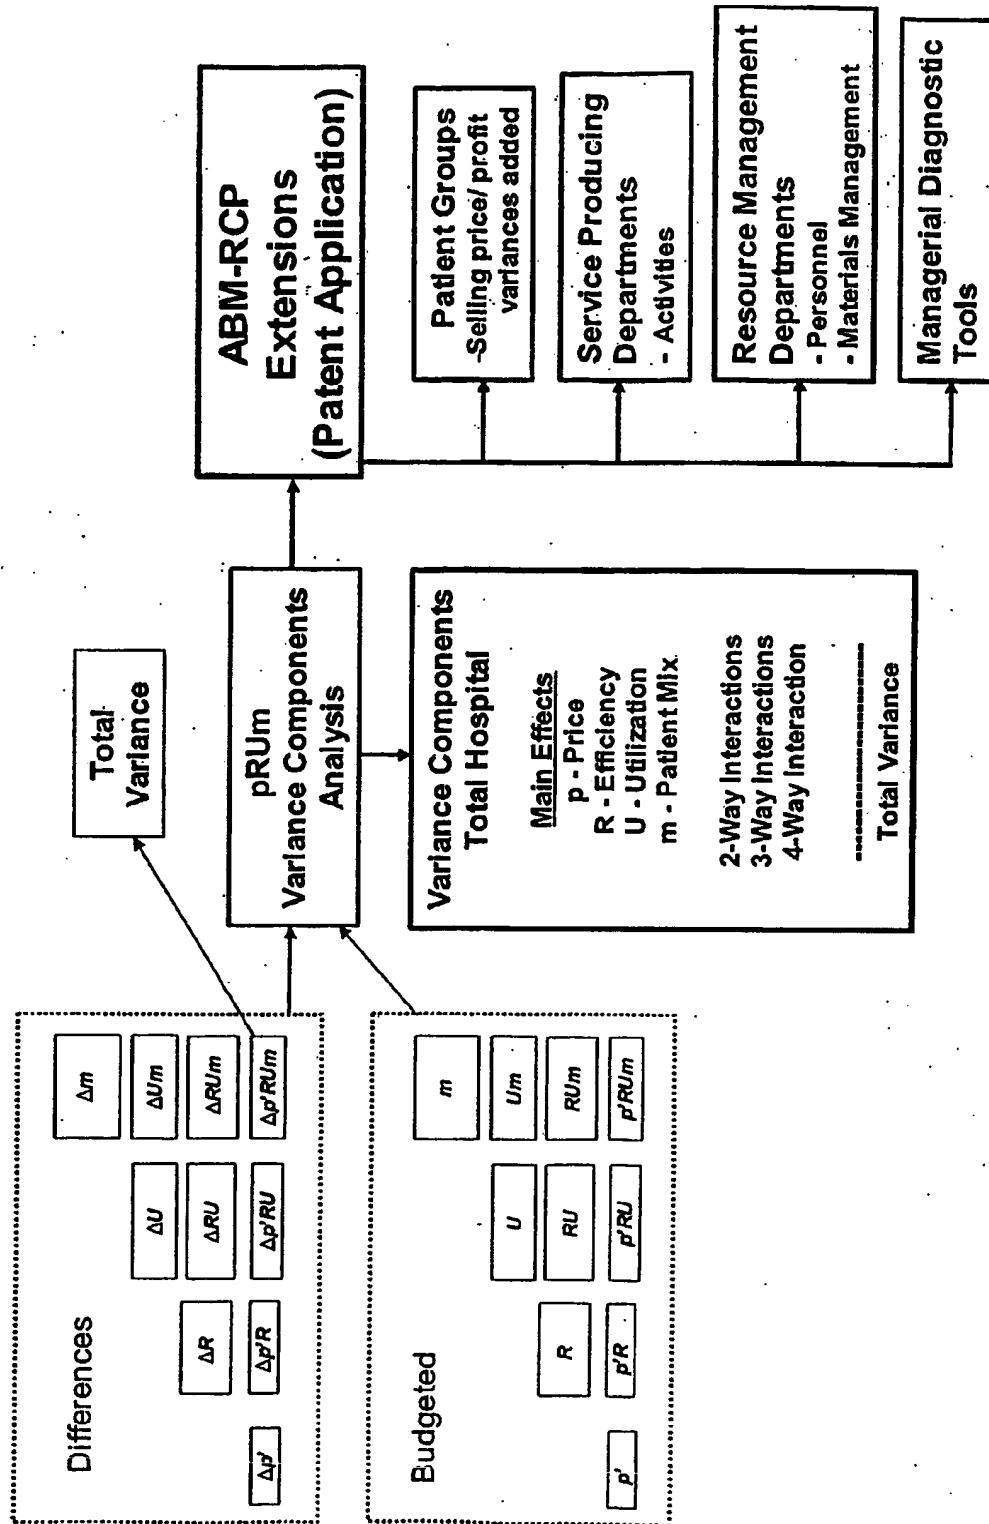 Differences
Δm
ΔU
ΔUm
ΔR
ΔRU
ΔRUm
Δp'
Δp'R
Δp'RU
Δp'RUm
Budgeted
m
U
Um
R
RU
RUm
p'
p'R
p'RU
p'RUm
Total
Variance
pRUm
Variance Components
Analysis
Variance Components
Total Hospital
Main Effects
p - Price
R - Efficiency
U - Utilization
m - Patient Mix
2-Way Interactions
3-Way Interactions
4-Way Interaction
Total Variance
ABM-RCP
Extensions
(Patent Application)
Patient Groups
-Selling price/ profit
variances added
Service Producing
Departments
- Activities
Resource Management
Departments
- Personnel
- Materials Management
Managerial Diagnostic
Tools